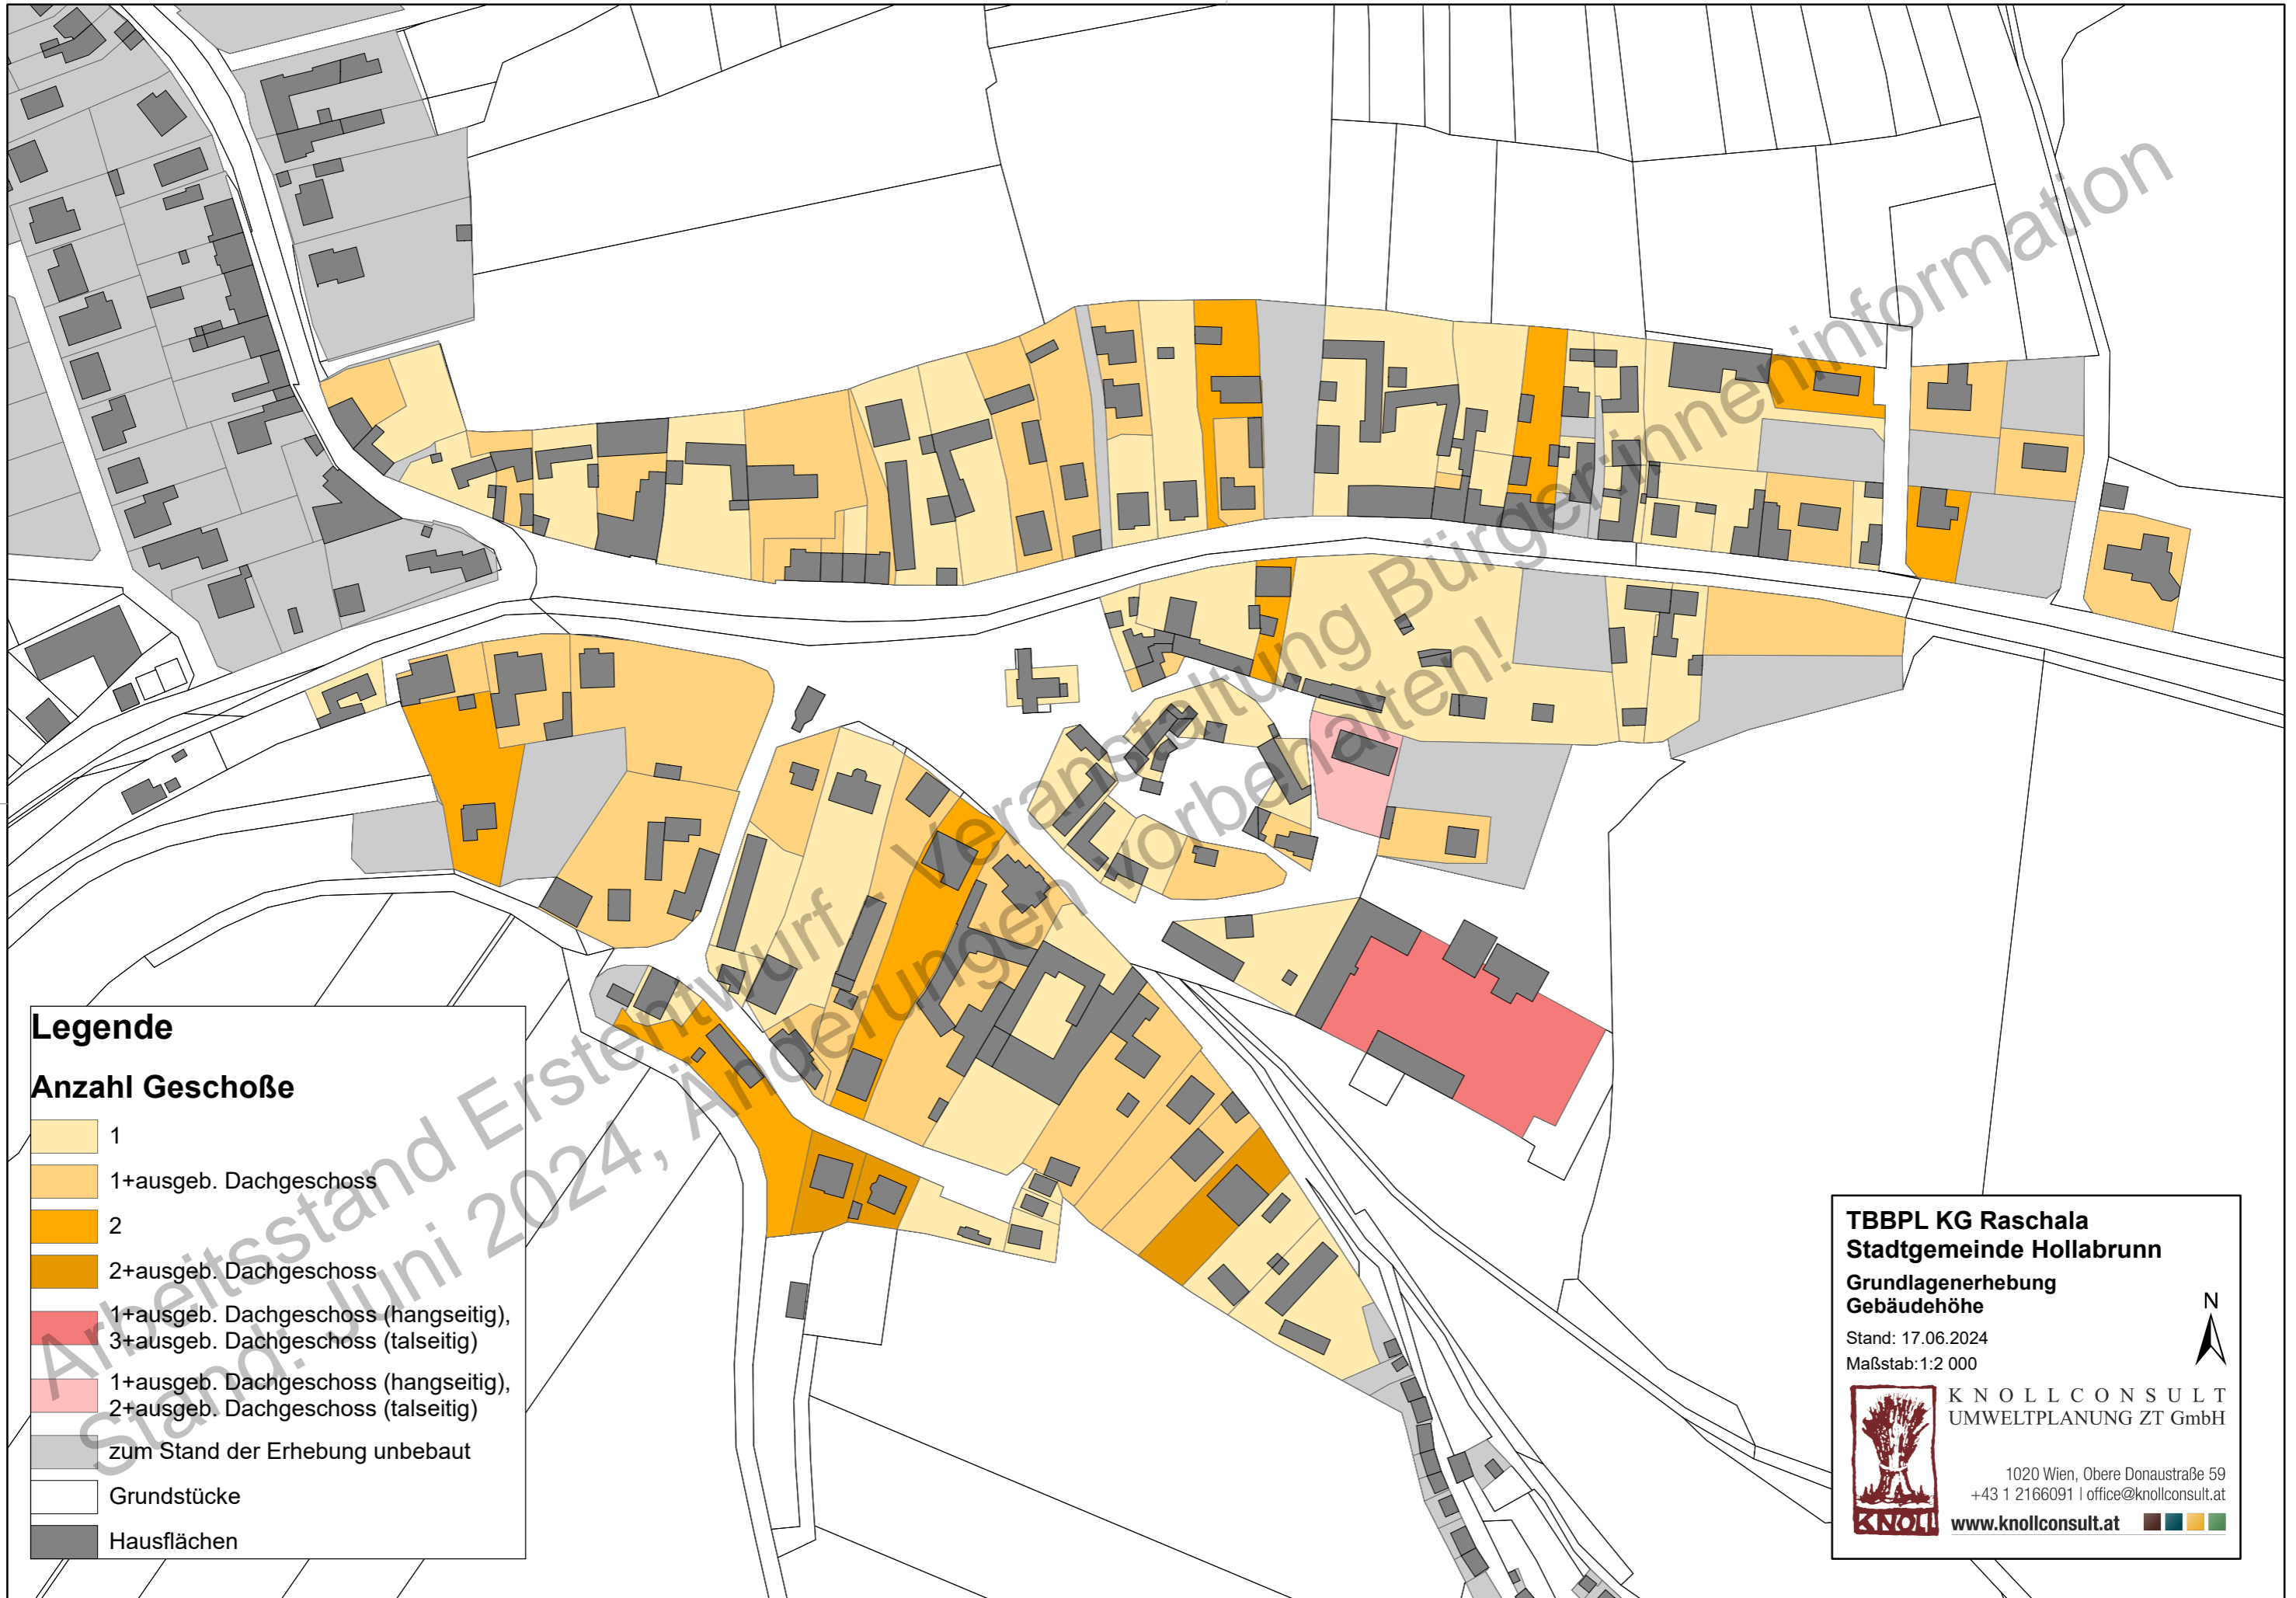 Arbeitsstand Erstentwurf - Veranstaltung Bürger:inneninformation
Stand: Juni 2024, Änderungen vorbehalten!
Legende
Anzahl Geschoße
1
1+ausgeb. Dachgeschoss
2
2+ausgeb. Dachgeschoss
1+ausgeb. Dachgeschoss (hangseitig),
3+ausgeb. Dachgeschoss (talseitig)
1+ausgeb. Dachgeschoss (hangseitig),
2+ausgeb. Dachgeschoss (talseitig)
zum Stand der Erhebung unbebaut
Grundstücke
Hausflächen
TBBPL KG Raschala
Stadtgemeinde Hollabrunn
Grundlagenerhebung
Gebäudehöhe
N
Stand: 17.06.2024
Maßstab:1:2 000
KNOLLCONSULT
UMWELTPLANUNG ZT GmbH
1020 Wien, Obere Donaustraße 59
+43 1 2166091 | office@knollconsult.at
KNOLL
www.knollconsult.at